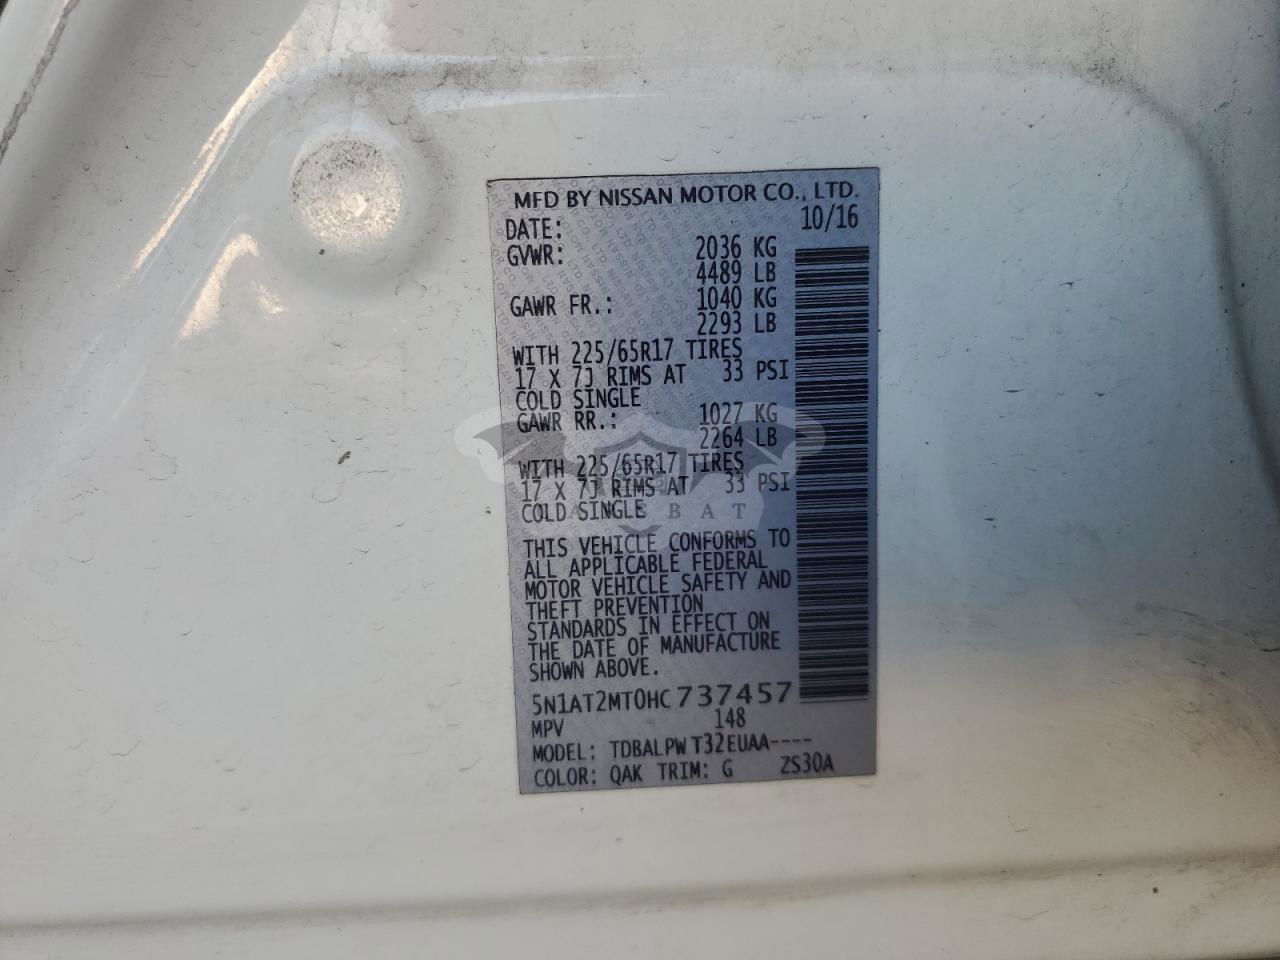 MFD BY NISSAN MOTOR CO., LTD.
DATE: 10/16
GVWR: 2036 KG
4489 LB
GAWR FR.: 1040 KG
2293 LB
WITH 225/65R17 TIRES
17 X 7J RIMS AT 33 PSI
COLD SINGLE
GAWR RR.: 1027 KG
2264 LB
WITH 225/65R17 TIRES
17 X 7J RIMS AT 33 PSI
COLD SINGLE
THIS VEHICLE CONFORMS TO
ALL APPLICABLE FEDERAL
MOTOR VEHICLE SAFETY AND
THEFT PREVENTION
STANDARDS IN EFFECT ON
THE DATE OF MANUFACTURE
SHOWN ABOVE.
5N1AT2MT0HC737457
MPV 148
MODEL: TDBALPW T32EUAA----
COLOR: QAK TRIM: G ZS30A